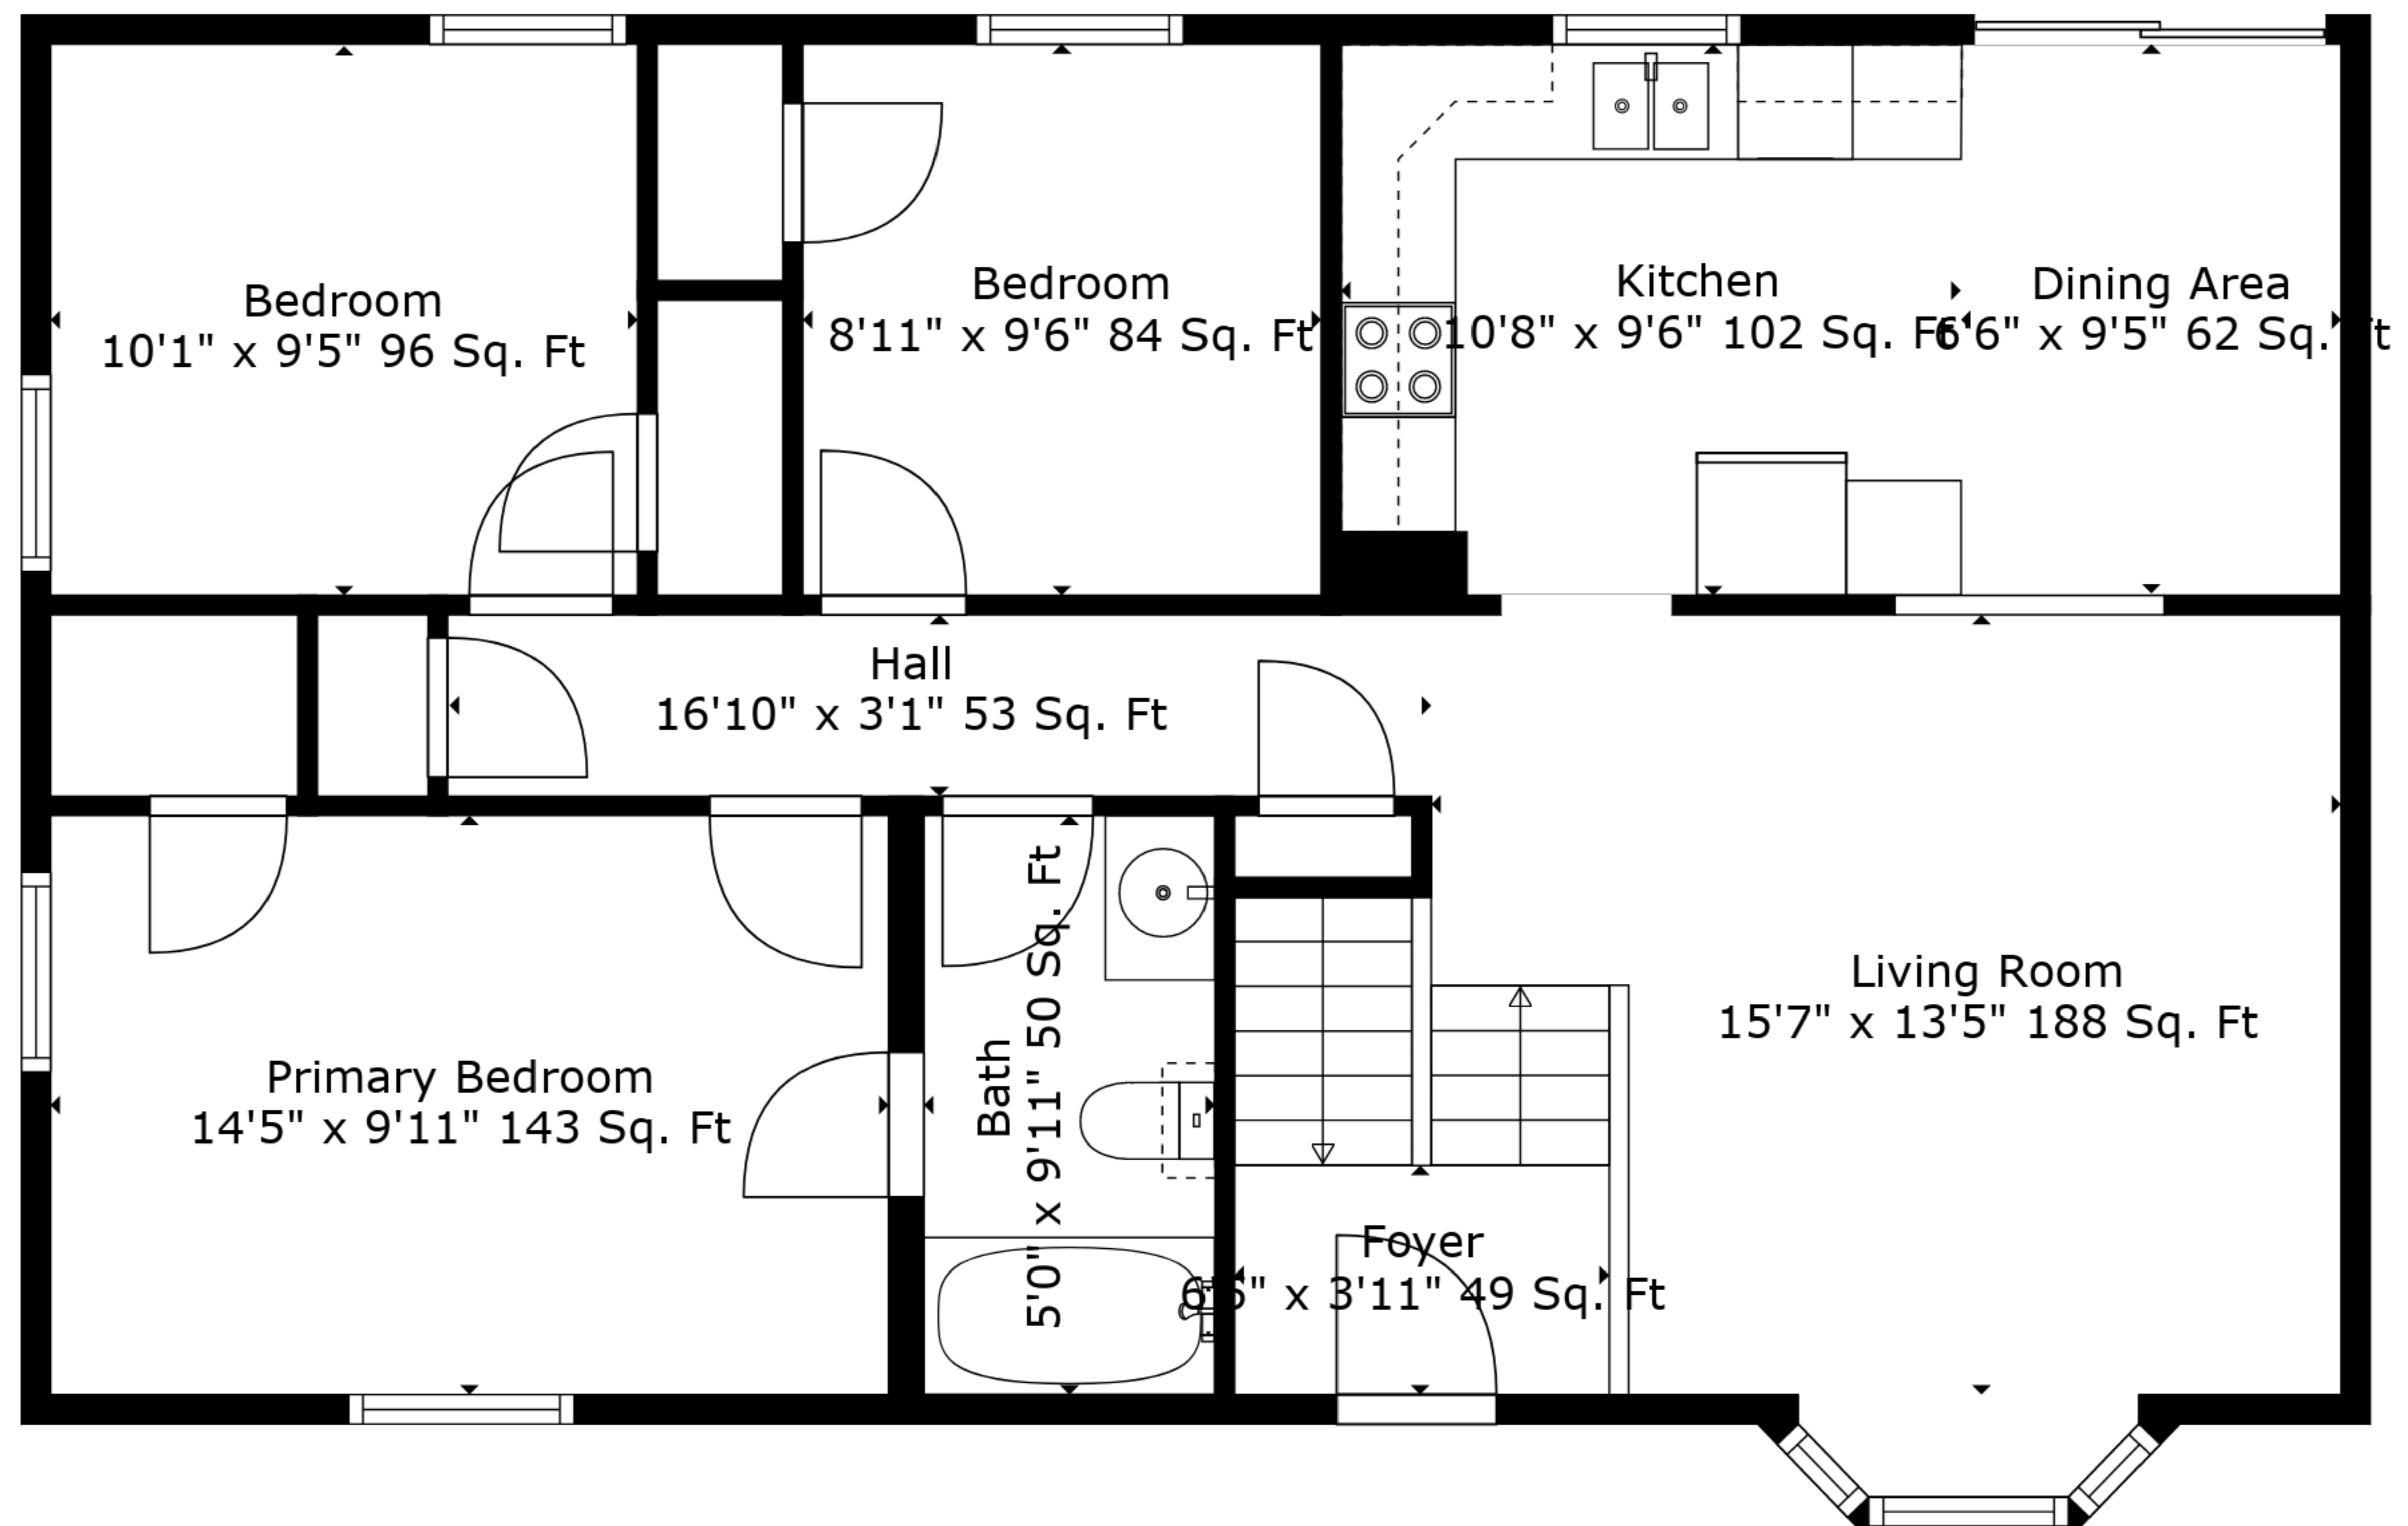 Bedroom
10'1" x 9'5" 96 Sq. Ft
Bedroom
8'11" x 9'6" 84 Sq. Ft
Kitchen
10'8" x 9'6" 102 Sq. Ft
Dining Area
6'6" x 9'5" 62 Sq. Ft
Hall
16'10" x 3'1" 53 Sq. Ft
Primary Bedroom
14'5" x 9'11" 143 Sq. Ft
Bath
5'0" x 9'11" 50 Sq. Ft
Living Room
15'7" x 13'5" 188 Sq. Ft
Foyer
x 3'11" 49 Sq. Ft